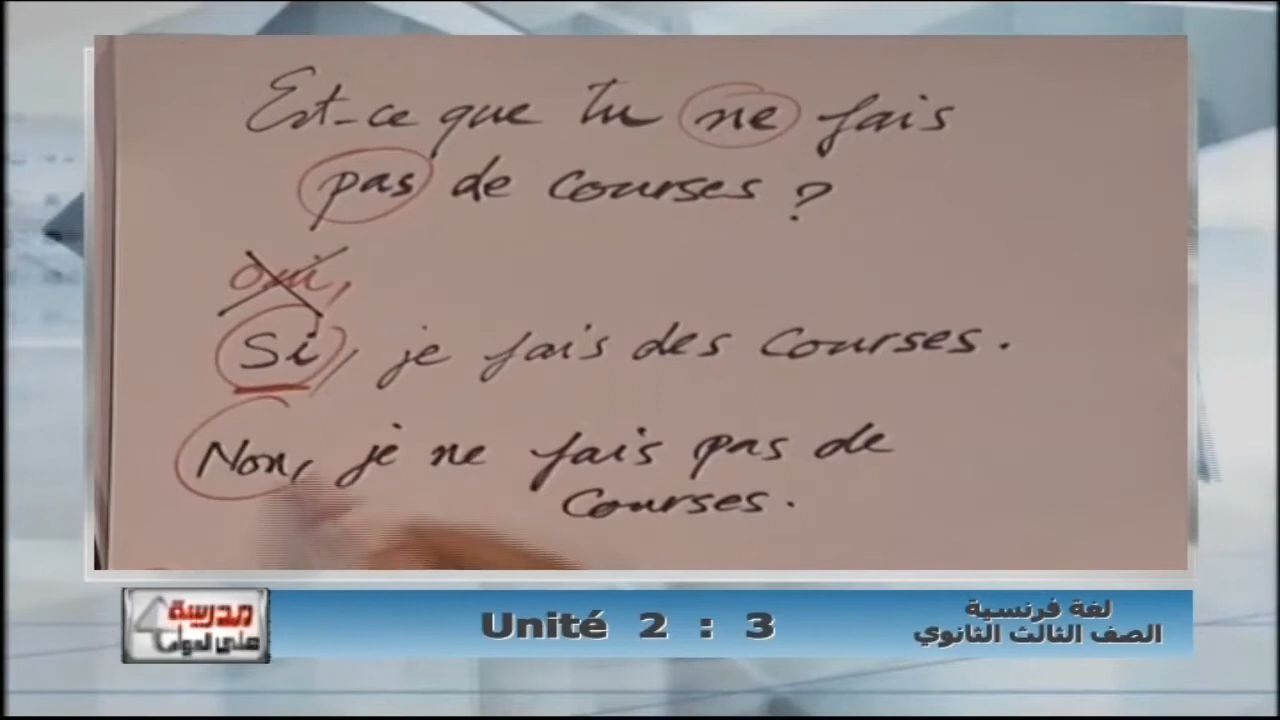 Est-ce que tu ne fais
pas de courses ?
oui,
Si, je fais des courses.
Non, je ne fais pas de
courses.
مدرسة
على الهواء
Unité 2 : 3
لغة فرنسية
الصف الثالث الثانوي